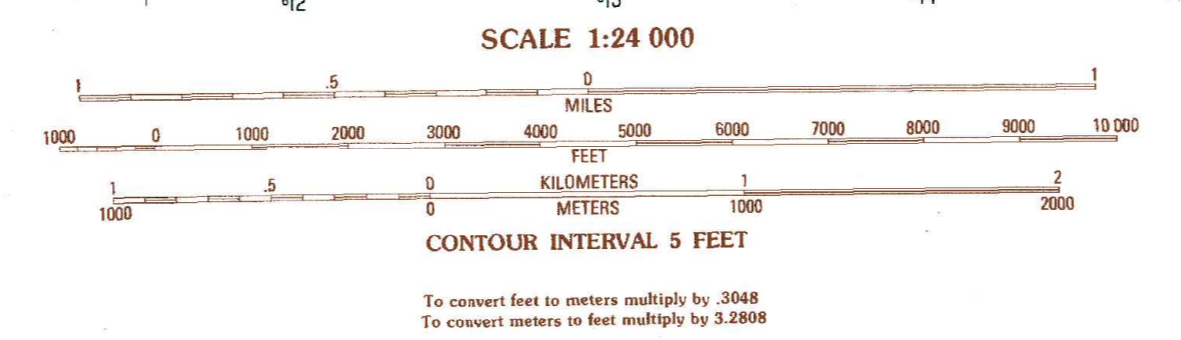 SCALE 1:24 000
1 .5 0 1
MILES
1000 0 1000 2000 3000 4000 5000 6000 7000 8000 9000 10 000
FEET
1 .5 0 KILOMETERS 1 2
1000 0 METERS 1000 2000
CONTOUR INTERVAL 5 FEET
To convert feet to meters multiply by .3048
To convert meters to feet multiply by 3.2808